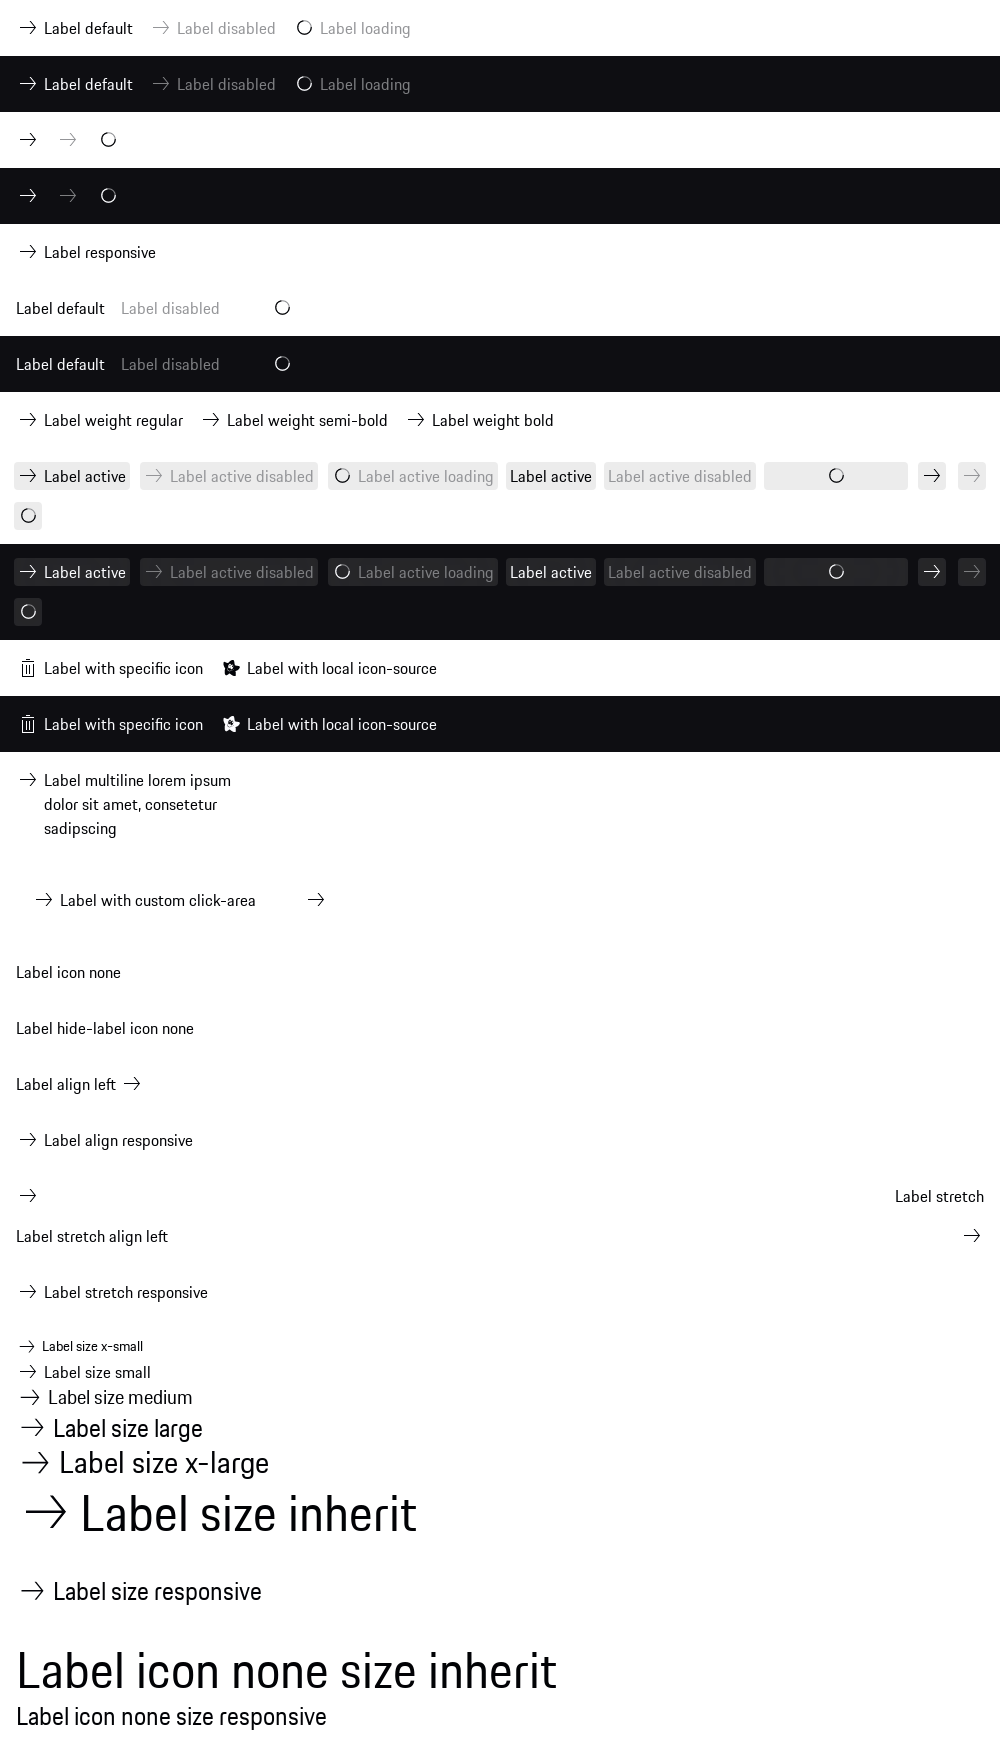 Label default Label disabled Label loading
Label default Label disabled Label loading
Label responsive
Label default Label disabled
Label default Label disabled
Label weight regular Label weight semi-bold Label weight bold
Label active Label active disabled Label active loading Label active Label active disabled
Label active Label active disabled Label active loading Label active Label active disabled
Label with specific icon Label with local icon-source
Label with specific icon Label with local icon-source
Label multiline lorem ipsum
dolor sit amet, consetetur
sadipscing
Label with custom click-area
Label icon none
Label hide-label icon none
Label align left
Label align responsive
Label stretch
Label stretch align left
Label stretch responsive
Label size x-small
Label size small
Label size medium
Label size large
Label size x-large
Label size inherit
Label size responsive
Label icon none size inherit
Label icon none size responsive